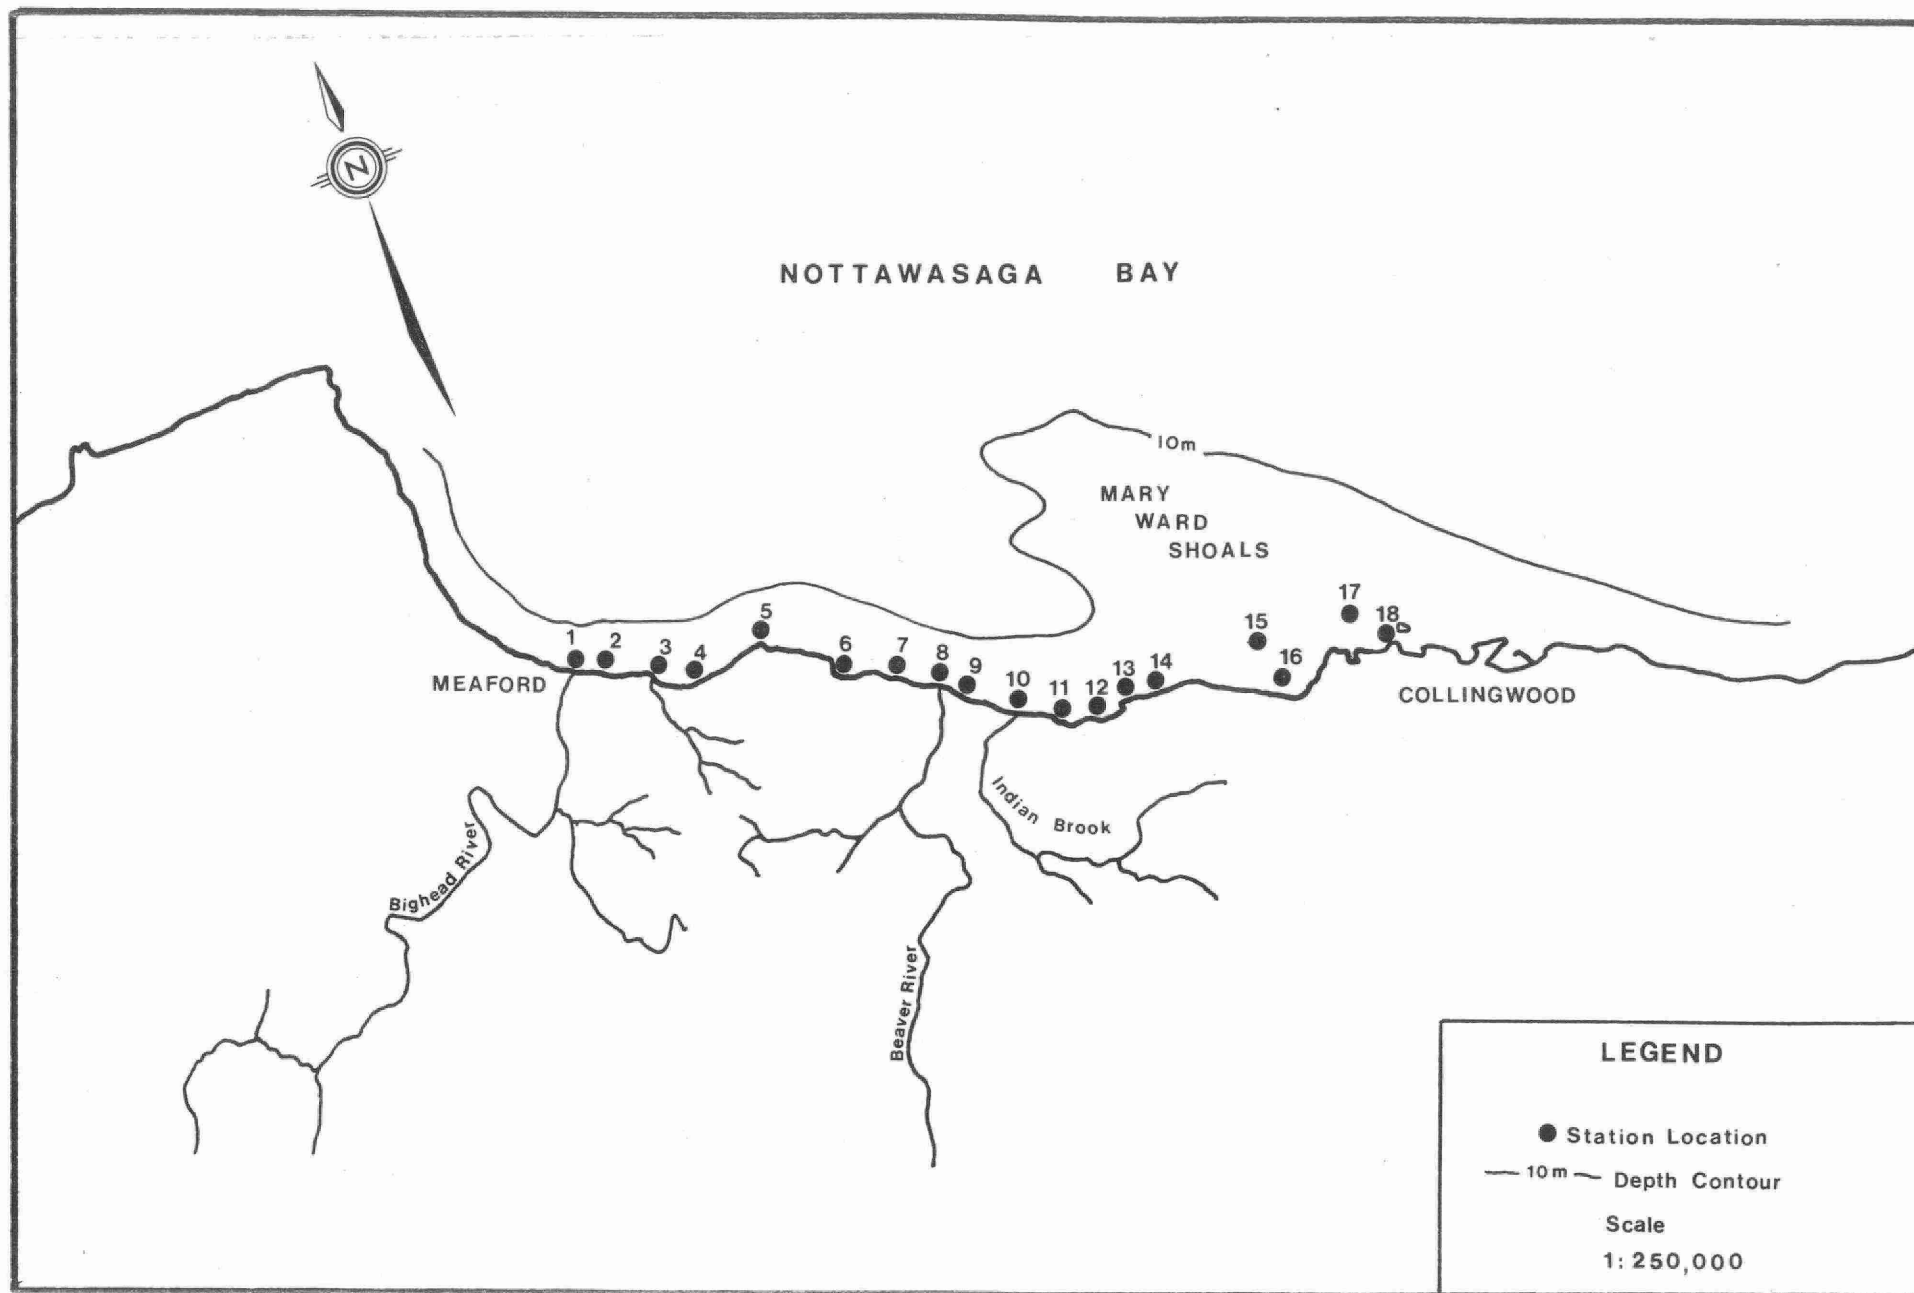 N
NOTTAWASAGA BAY
10m
MARY
WARD
SHOALS
17
18
15
16
5
1
2
3
4
6
7
8
9
10
11
12
13
14
MEAFORD
COLLINGWOOD
Indian Brook
Bighead River
Beaver River
LEGEND
Station Location
10m Depth Contour
Scale
1:250,000